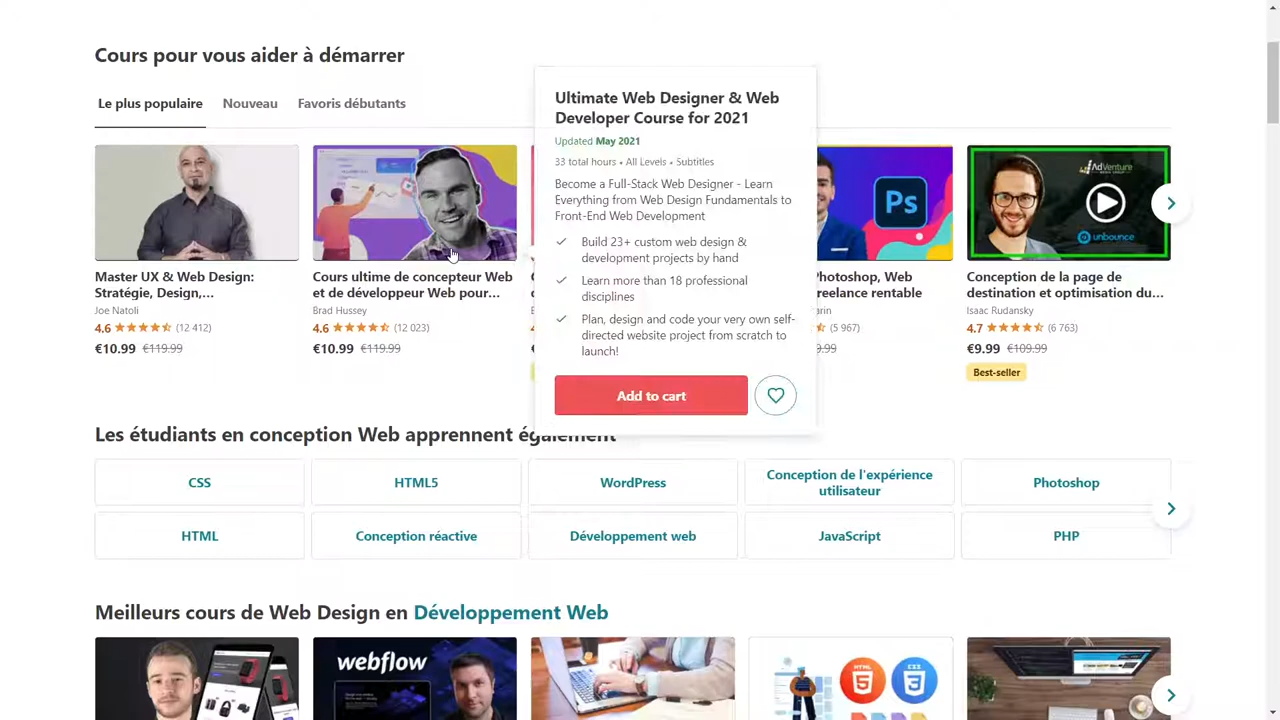 Cours pour vous aider à démarrer
Le plus populaire
Nouveau
Favoris débutants
Ultimate Web Designer & Web
Developer Course for 2021
Updated May 2021
33 total hours • All Levels • Subtitles
Become a Full-Stack Web Designer - Learn
Everything from Web Design Fundamentals to
Front-End Web Development
Build 23+ custom web design &
development projects by hand
Learn more than 18 professional
disciplines
Plan, design and code your very own self-
directed website project from scratch to
launch!
Add to cart
Master UX & Web Design:
Stratégie, Design,...
Joe Natoli
4.6 (12 412)
€10.99 €119.99
Cours ultime de concepteur Web
et de développeur Web pour...
Brad Hussey
4.6 (12 023)
€10.99 €119.99
Ps
Photoshop, Web
freelance rentable
(5 967)
AdVenture
MEDIA GROUP
unbounce
Conception de la page de
destination et optimisation du...
Isaac Rudansky
4.7 (6 763)
€9.99 €109.99
Best-seller
Les étudiants en conception Web apprennent également
CSS
HTML5
WordPress
Conception de l'expérience
utilisateur
Photoshop
HTML
Conception réactive
Développement web
JavaScript
PHP
Meilleurs cours de Web Design en Développement Web
webflow
HTML
CSS